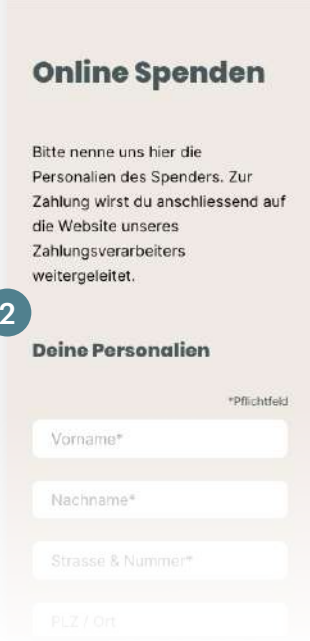 Online Spenden
Bitte nenne uns hier die
Personalien des Spenders. Zur
Zahlung wirst du anschliessend auf
die Website unseres
Zahlungsverarbeiters
weitergeleitet.
2
Deine Personalien
*Pflichtfeld
Vorname*
Nachname*
Strasse & Nummer*
PLZ / Ort